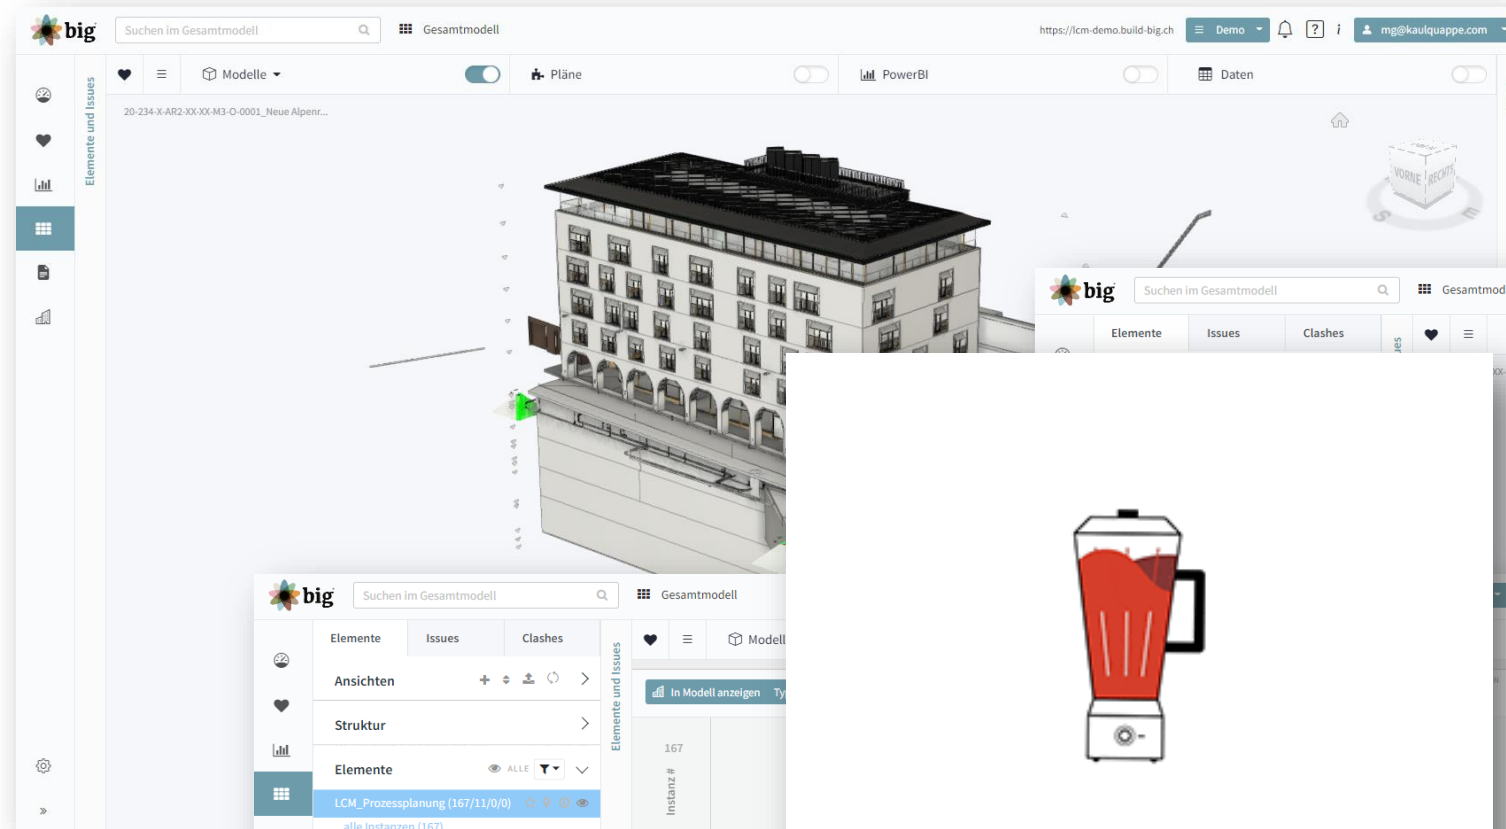 big
Suchen im Gesamtmodell
Gesamtmodell
https://lcm-demo.build-big.ch
Demo
?
i
mg@kaulquappe.com
Elemente und Issues
Modelle
Pläne
PowerBI
Daten
20-234-X-AR2-XX-XX-M3-O-0001_Neue Alpenr...
VORNE
RECHTS
S
E
big
Suchen im Gesamtmodell
Gesamtmod
Elemente
Issues
Clashes
ues
XX-
big
Suchen im Gesamtmodell
Gesamtmodell
Elemente
Issues
Clashes
Elemente und Issues
Modell
Ansichten
In Modell anzeigen
Ty
Struktur
167
Instanz #
Elemente
ALLE
LCM_Prozessplanung (167/11/0/0)
alle Instanzen (167)